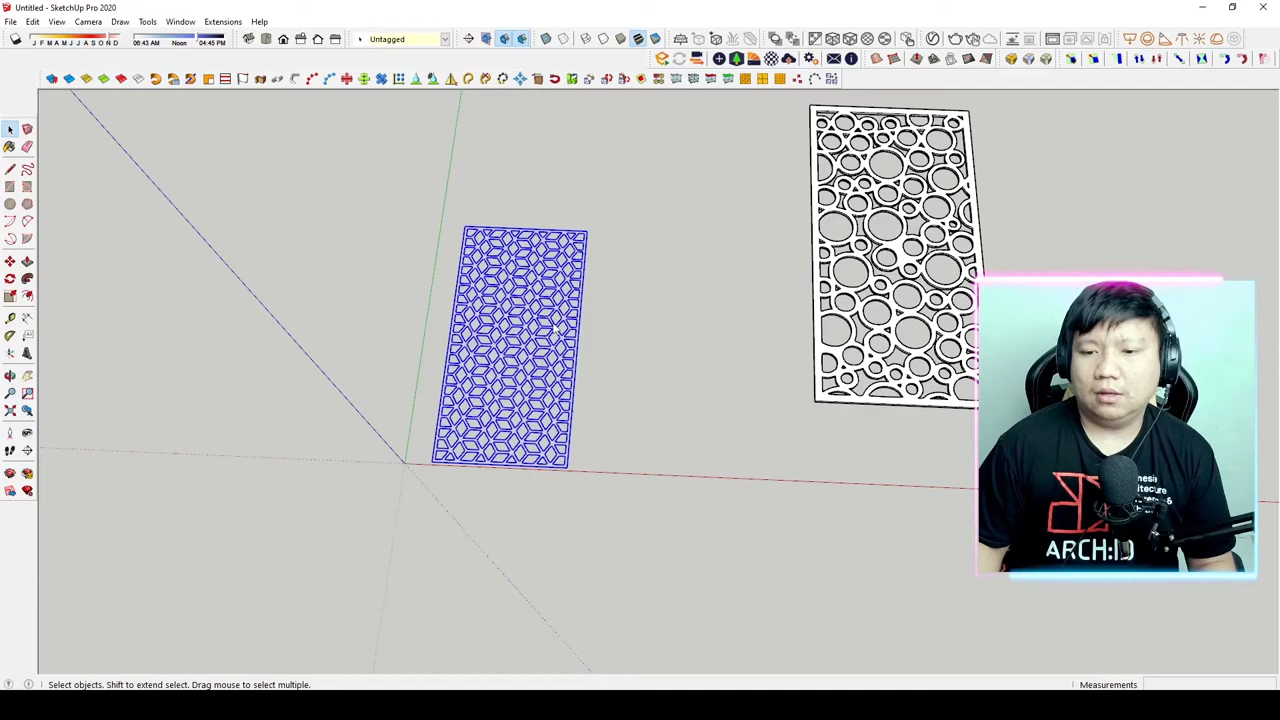 Untitled - SketchUp Pro 2020
File Edit View Camera Draw Tools Window Extensions Help
J F M A M J J A S O N D
06:43 AM Noon 04:45 PM
Untagged
ARCH:ID
Select objects. Shift to extend select. Drag mouse to select multiple.
Measurements